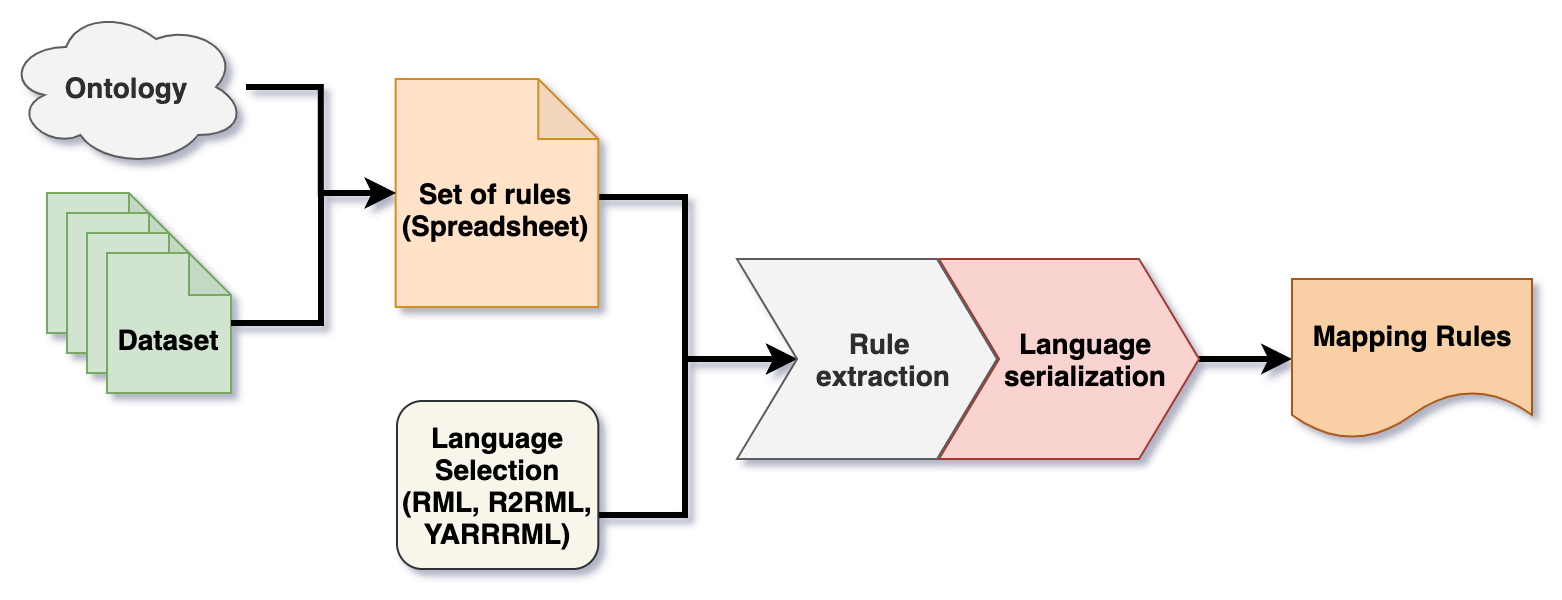 Ontology
Dataset
Set of rules
(Spreadsheet)
Language
Selection
(RML, R2RML,
YARRRML)
Rule
extraction
Language
serialization
Mapping Rules